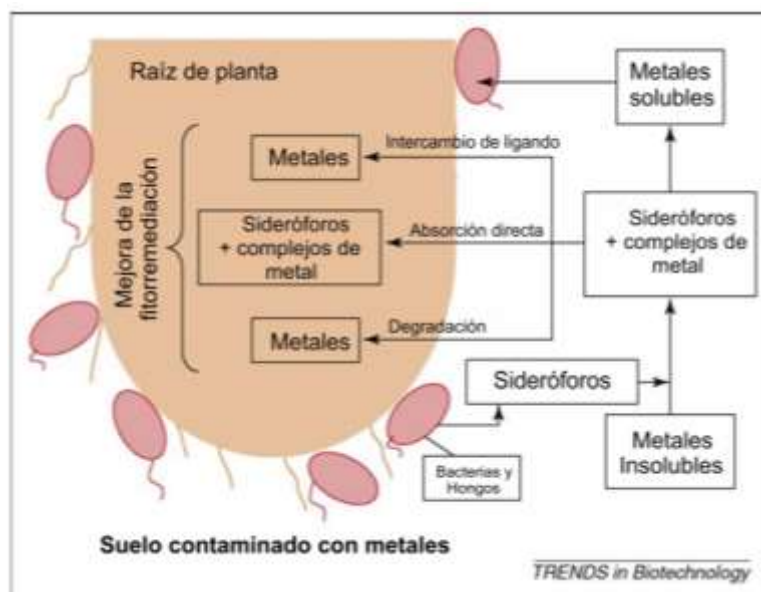 Raíz de planta
Metales
solubles
Intercambio de ligando
Metales
Mejora de la
fitorremediación
Sideróforos
+ complejos de
metal
Absorción directa
Sideróforos
+ complejos de
metal
Metales
Degradación
Sideróforos
Metales
Insolubles
Bacterias y
Hongos
Suelo contaminado con metales
TRENDS in Biotechnology